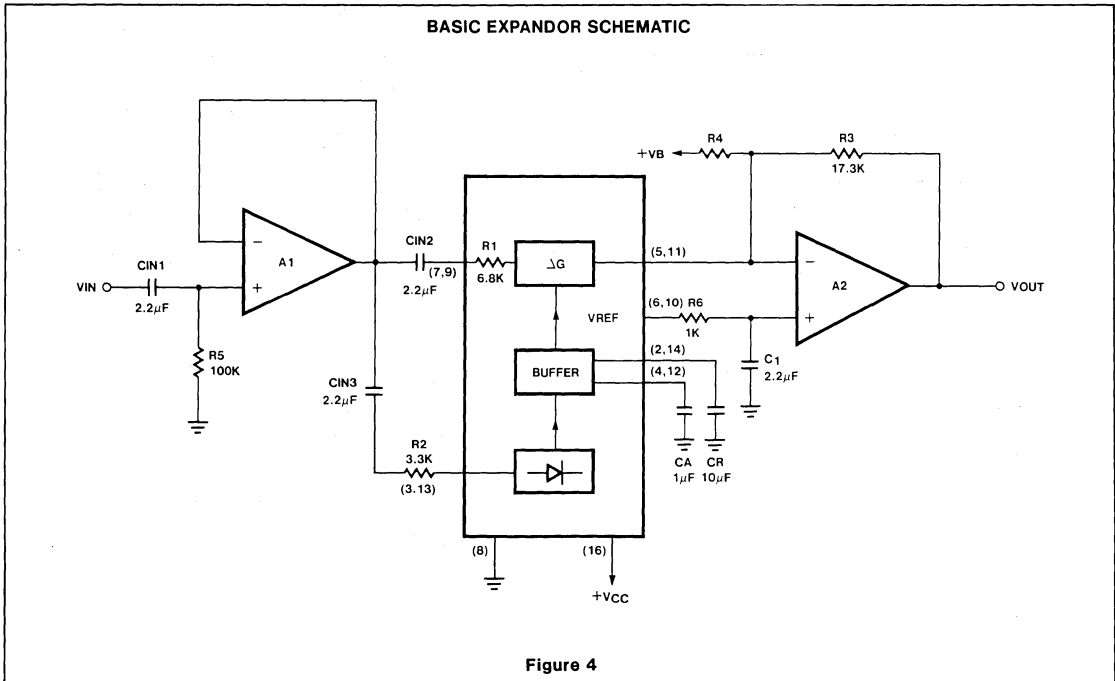 BASIC EXPANDOR SCHEMATIC
R4
R3
+VB
17.3K
CIN1
VIN
2.2μF
R5
100K
A1
−
+
CIN2
(7,9)
2.2μF
R1
6.8K
ΔG
(5,11)
VREF
(6,10) R6
1K
BUFFER
(2,14)
(4,12)
C1
2.2μF
A2
−
+
VOUT
CIN3
2.2μF
R2
3.3K
(3.13)
CA
1μF
CR
10μF
(8)
(16)
+VCC
Figure 4